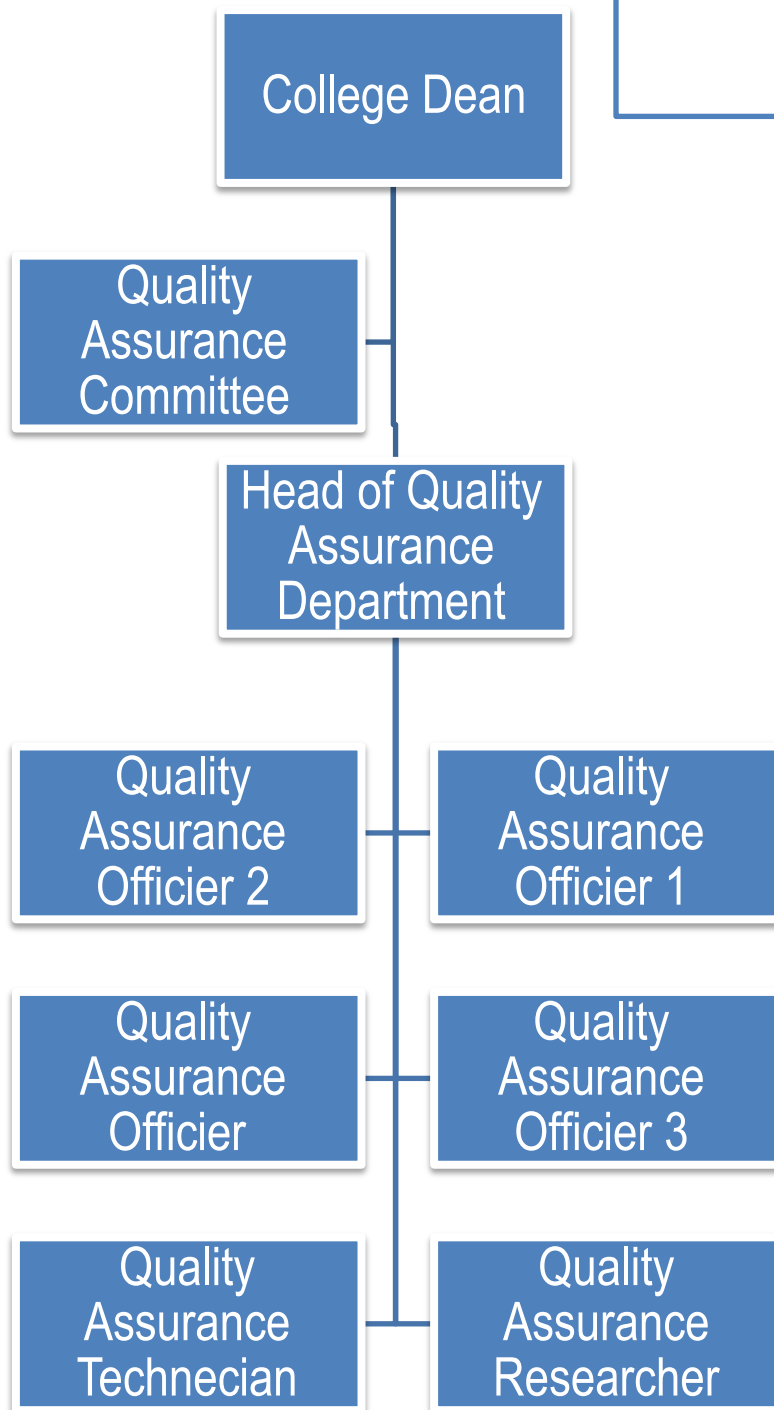 College Dean
Quality
Assurance
Committee
Head of Quality
Assurance
Department
Quality
Assurance
Officier 2
Quality
Assurance
Officier 1
Quality
Assurance
Officier
Quality
Assurance
Officier 3
Quality
Assurance
Technecian
Quality
Assurance
Researcher